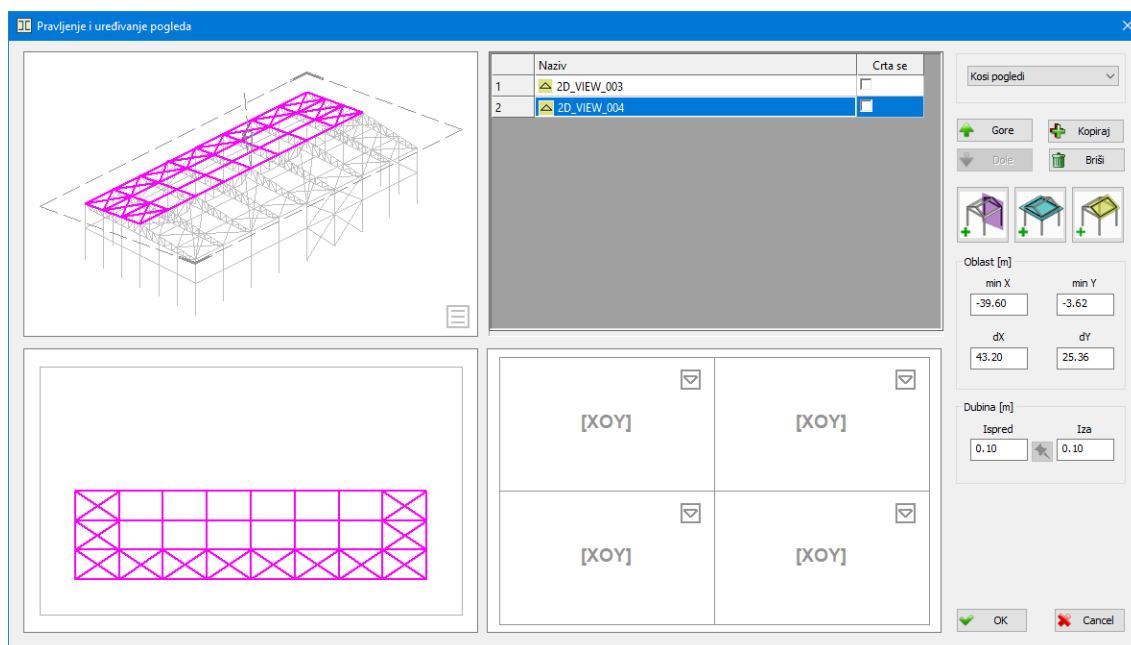 Pravljenje i uređivanje pogleda
Naziv Crta se
1 2D_VIEW_003
2 2D_VIEW_004
Kosi pogledi
Gore Kopiraj
Dole Briši
Oblast [m]
min X min Y
-39.60 -3.62
dX dY
43.20 25.36
Dubina [m]
Ispred Iza
0.10 0.10
[XOY] [XOY]
[XOY] [XOY]
OK Cancel